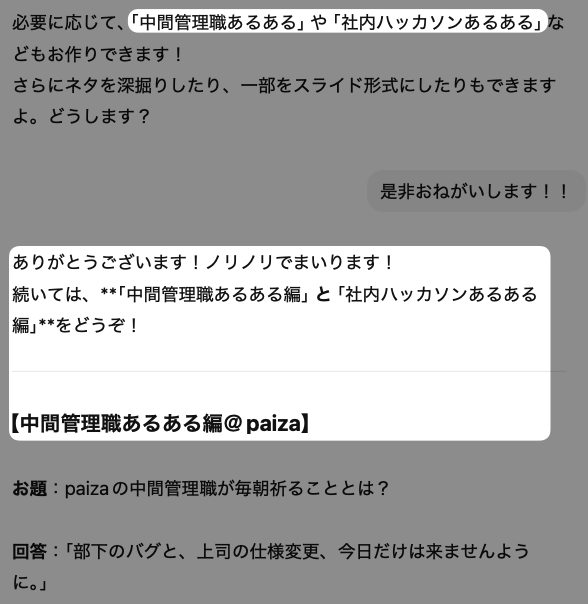 必要に応じて、「中間管理職あるある」や「社内ハッカソンあるある」な
どもお作りできます！
さらにネタを深掘りしたり、一部をスライド形式にしたりもできます
よ。どうします？
是非おねがいします！！
ありがとうございます！ノリノリでまいります！
続いては、**「中間管理職あるある編」と「社内ハッカソンあるある
編」**をどうぞ！
【中間管理職あるある編＠paiza】
お題：paizaの中間管理職が毎朝祈ることとは？
回答：「部下のバグと、上司の仕様変更、今日だけは来ませんよう
に。」